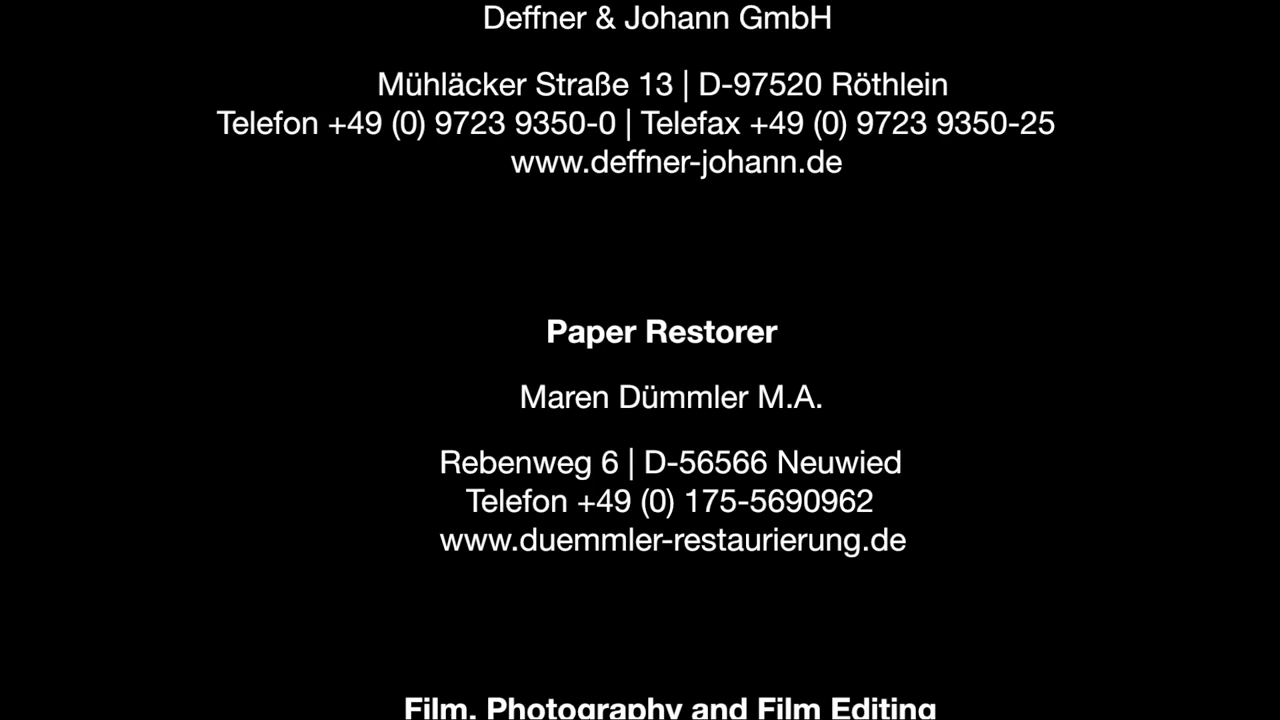 Deffner & Johann GmbH
Mühläcker Straße 13 | D-97520 Röthlein
Telefon +49 (0) 9723 9350-0 | Telefax +49 (0) 9723 9350-25
www.deffner-johann.de
Paper Restorer
Maren Dümmler M.A.
Rebenweg 6 | D-56566 Neuwied
Telefon +49 (0) 175-5690962
www.duemmler-restaurierung.de
Film, Photography and Film Editing